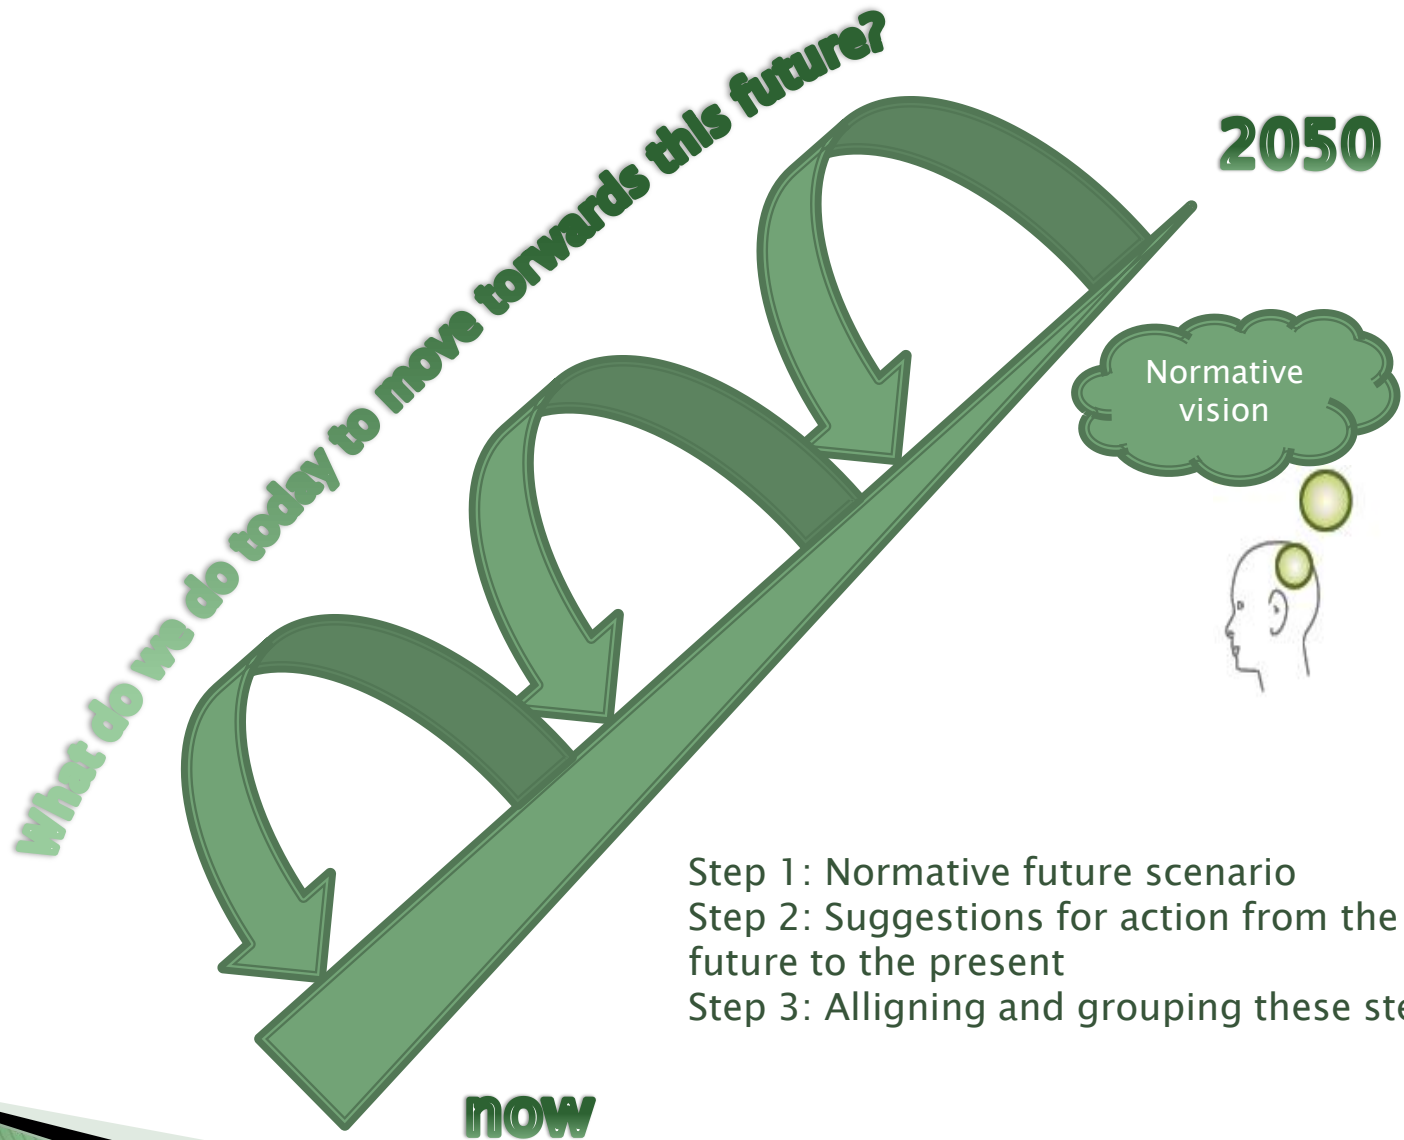 What do we do today to move torwards this future?
2050
Normative
vision
Step 1: Normative future scenario
Step 2: Suggestions for action from the
future to the present
Step 3: Alligning and grouping these
now